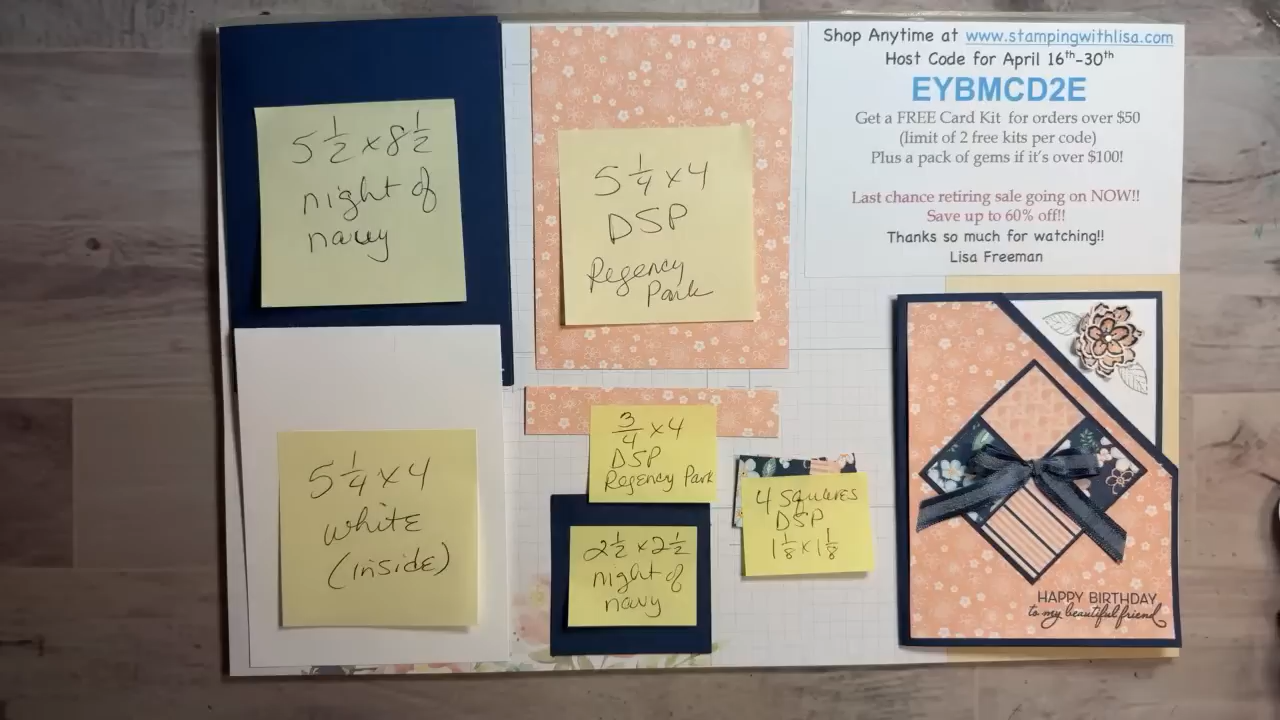 5 1/2 x 8 1/2
night of
navy
5 1/4 x 4
DSP
Regency
Park
Shop Anytime at www.stampingwithlisa.com
Host Code for April 16th-30th
EYBMCD2E
Get a FREE Card Kit for orders over $50
(limit of 2 free kits per code)
Plus a pack of gems if it's over $100!
Last chance retiring sale going on NOW!!
Save up to 60% off!!
Thanks so much for watching!!
Lisa Freeman
5 1/4 x 4
white
(inside)
3/4 x 4
DSP
Regency Park
2 1/2 x 2 1/2
night of
navy
4 squares
DSP
1 1/8 x 1 1/8
HAPPY BIRTHDAY
to my beautiful friend